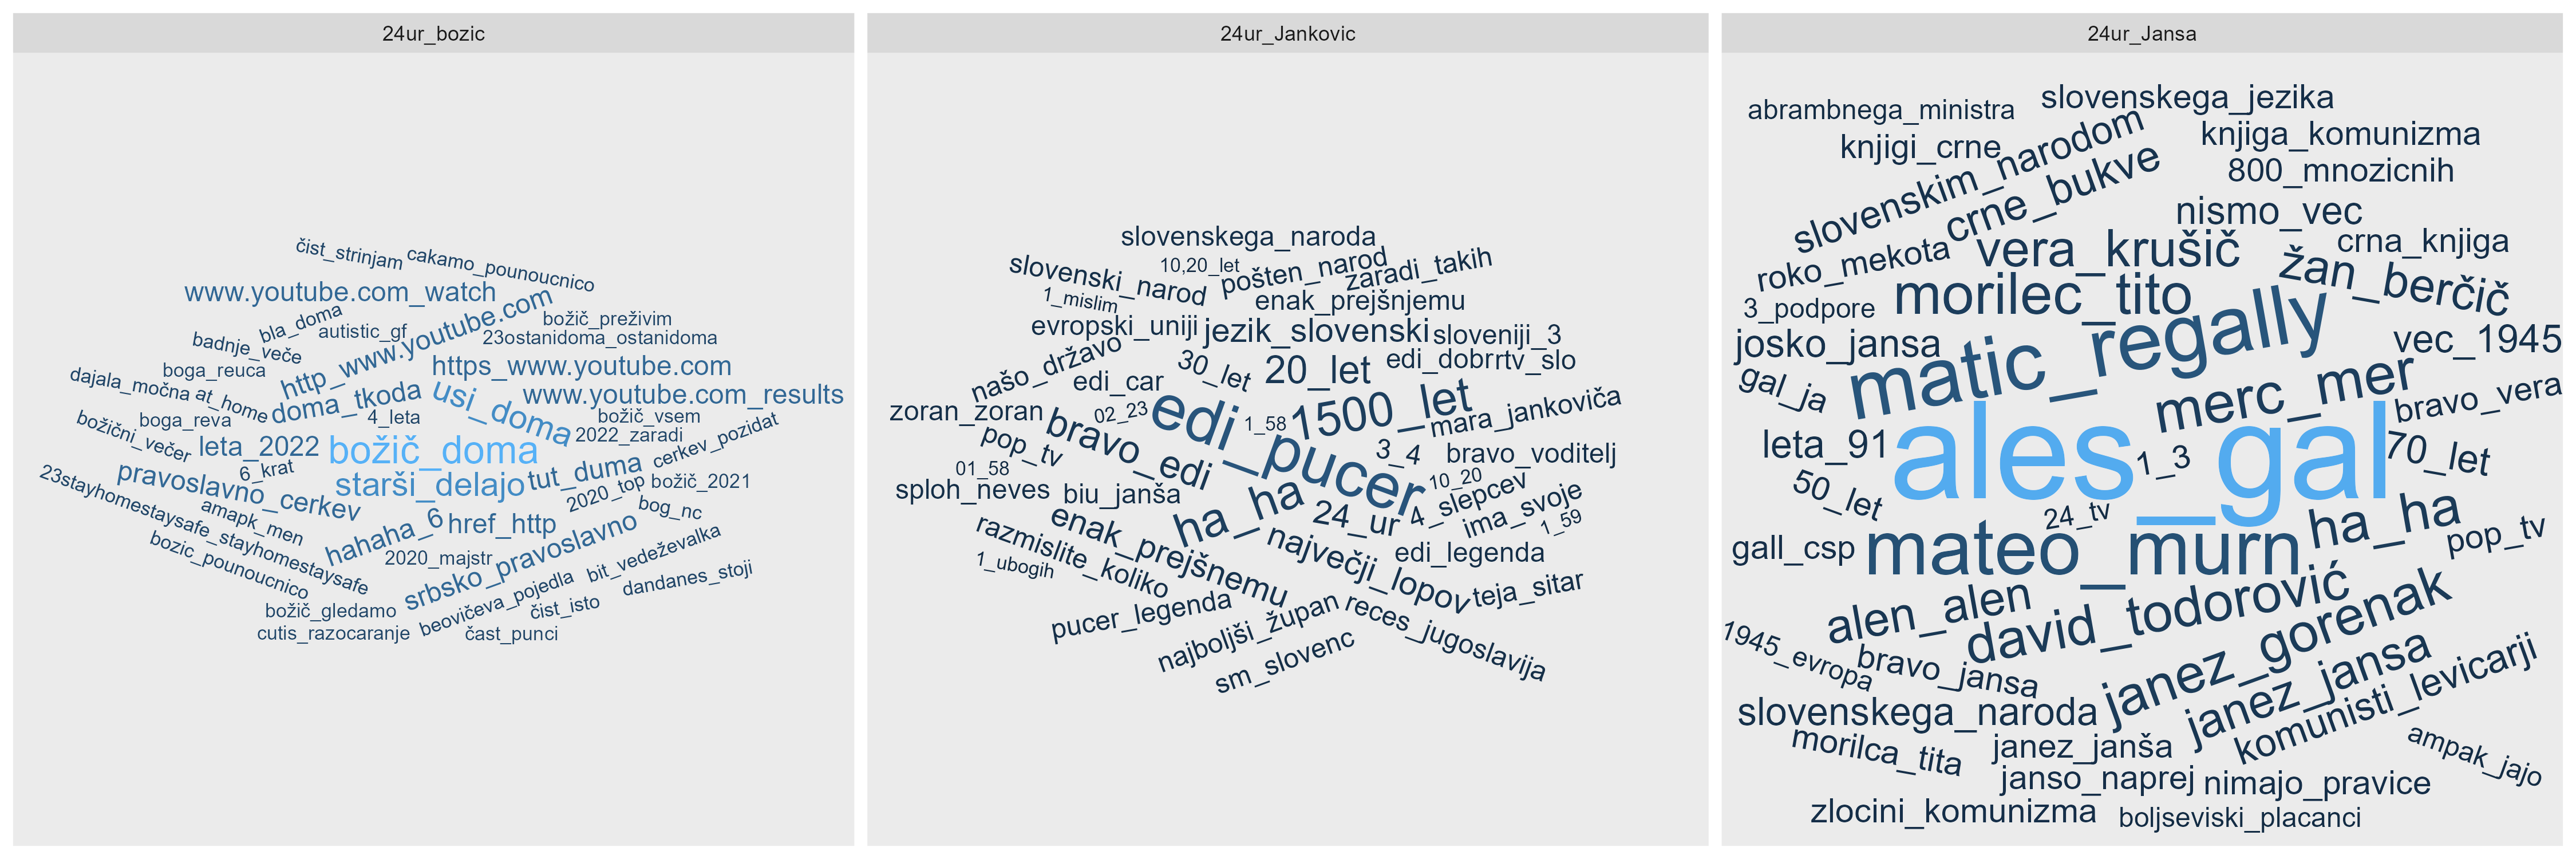 24ur_bozic
čist_strinjam
cakamo_pounoucnico
www.youtube.com_watch
http_www.youtube.com
bla_doma
autistic_gf
božič_preživim
badnje_veče
23ostanidoma_ostanidoma
boga_reuca
https_www.youtube.com
dajala_močna
at_home
doma_tkoda
usi_doma
www.youtube.com_results
boga_reva
4_leta
božič_vsem
božični_večer
leta_2022
božič_doma
2022_zaradi
cerkev_pozidat
6_krat
tut_duma
23stayhomestaysafe_stayhomestaysafe
pravoslavno_cerkev
starši_delajo
2020_top
božič_2021
amapk_men
hahaha_6
href_http
bog_nc
bozic_pounoucnico
2020_majstr
srbsko_pravoslavno
bit_vedeževalka
božič_gledamo
beovičeva_pojedla
čist_isto
dandanes_stoji
cutis_razocaranje
čast_punci
24ur_Jankovic
slovenskega_naroda
slovenski_narod
10,20_let
pošten_narod
zaradi_takih
1_mislim
enak_prejšnjemu
evropski_uniji
jezik_slovenski
sloveniji_3
našo_državo
30_let
20_let
edi_dobr
rtv_slo
edi_car
zoran_zoran
02_23
edi_pucer
1_58
1500_let
mara_jankoviča
pop_tv
bravo_edi
3_4
bravo_voditelj
01_58
10_20
sploh_neves
biu_janša
ha_ha
24_ur
4_slepcev
ima_svoje
1_59
razmislite_koliko
enak_prejšnemu
največji_lopov
edi_legenda
1_ubogih
teja_sitar
pucer_legenda
najboljši_župan
reces_jugoslavija
sm_slovenc
24ur_Jansa
abrambnega_ministra
slovenskega_jezika
knjigi_crne
slovenskim_narodom
knjiga_komunizma
crne_bukve
800_mnozicnih
nismo_vec
roko_mekota
vera_krušič
crna_knjiga
žan_berčič
3_podpore
morilec_tito
josko_jansa
matic_regally
vec_1945
gal_ja
merc_mer
bravo_vera
leta_91
ales_gal
1_3
70_let
50_let
24_tv
ha_ha
pop_tv
gall_csp
mateo_murn
alen_alen
david_todorović
1945_evropa
bravo_jansa
janez_gorenak
slovenskega_naroda
janez_jansa
komunisti_levicarji
morilca_tita
janez_janša
ampak_jajo
janso_naprej
nimajo_pravice
zlocini_komunizma
boljseviski_placanci